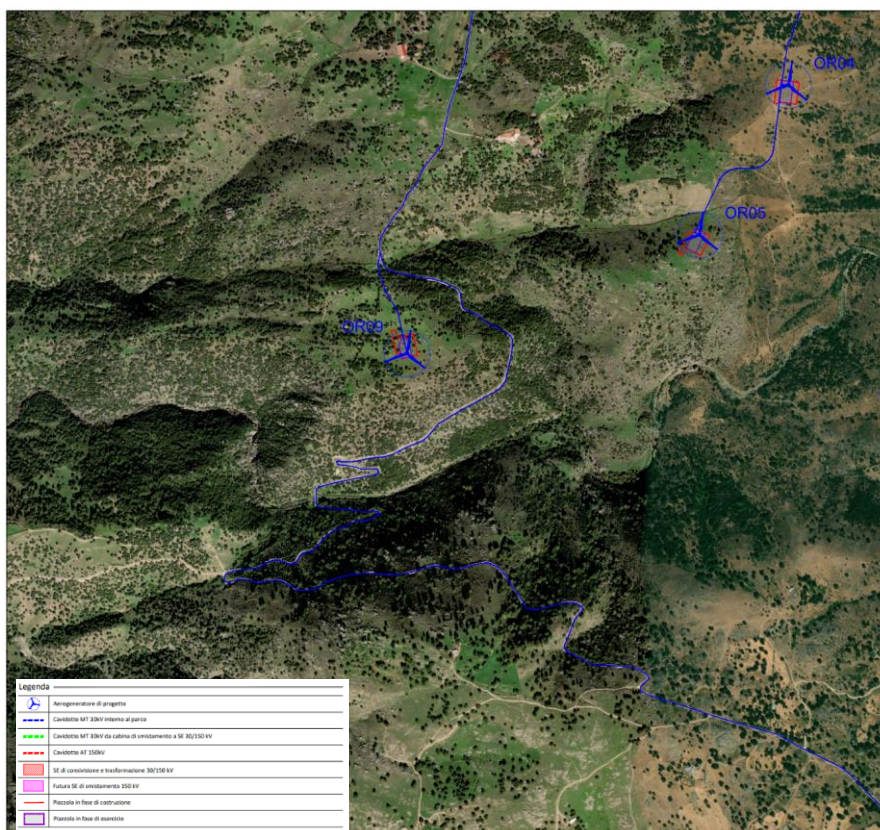 OR04
OR05
OR09
Legenda
Aerogeneratore di progetto
Cavidotto MT 30kV interno al parco
Cavidotto MT 30kV da cabina di smistamento a SE 30/150 kV
Cavidotto AT 150kV
SE di consivisione e trasformazione 30/150 kV
Futura SE di smistamento 150 kV
Piazzola in fase di costruzione
Piazzola in fase di esercizio